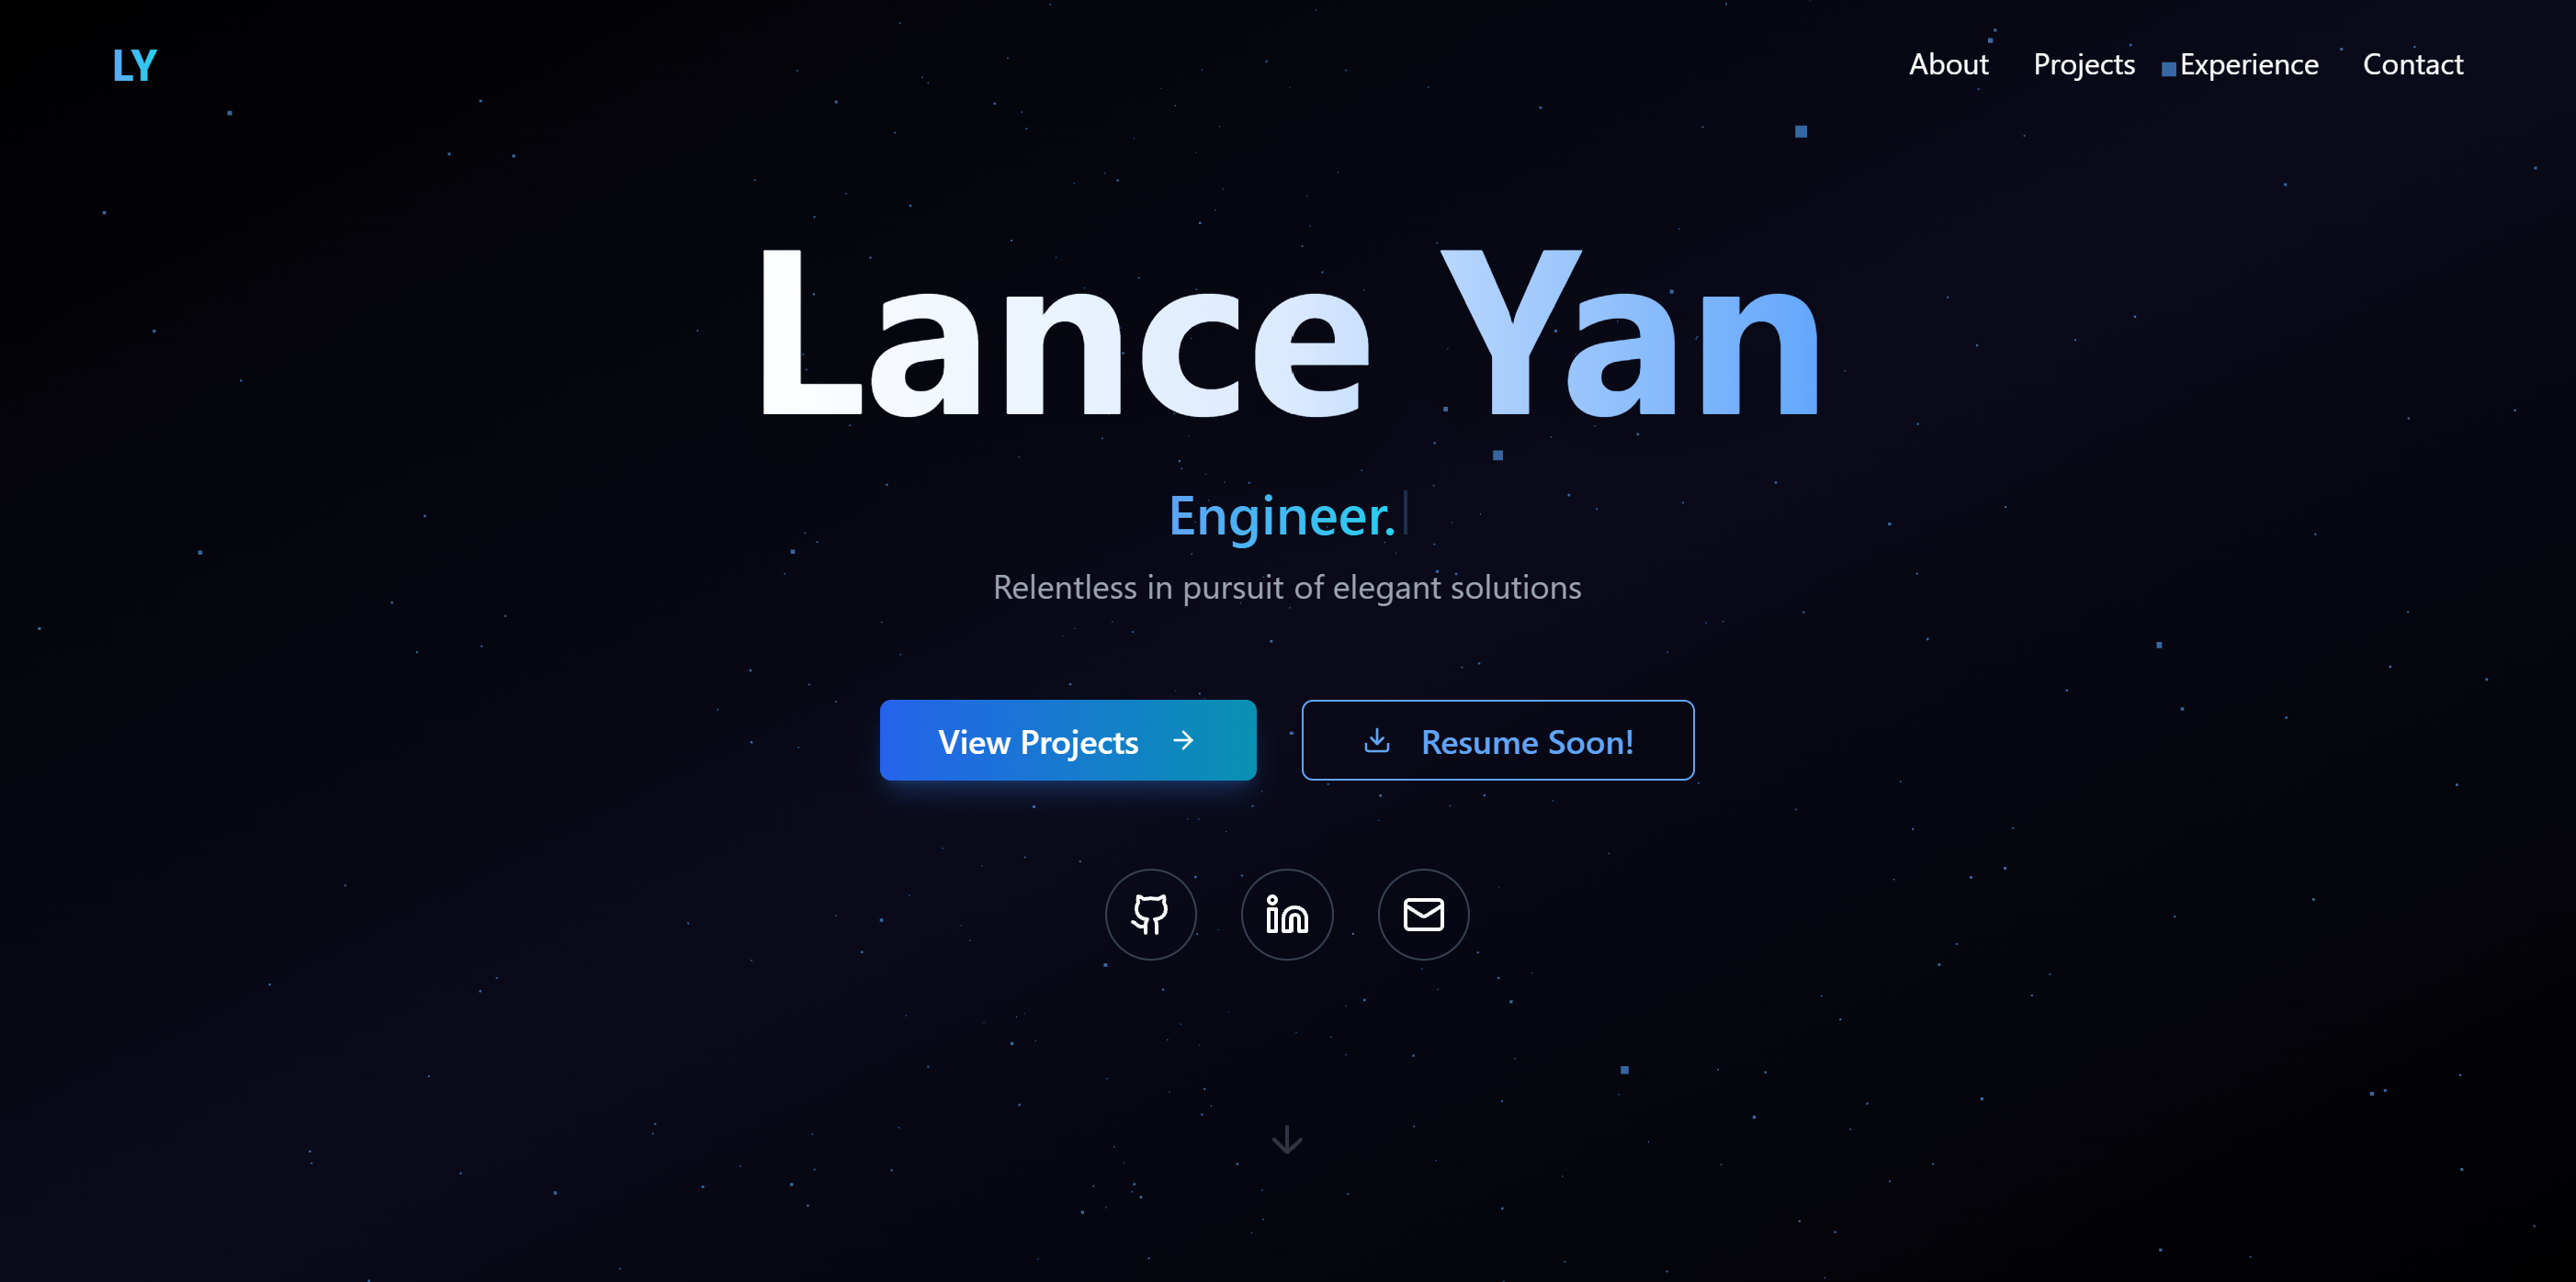 LY
About Projects Experience Contact
Lance Yan
Engineer.
Relentless in pursuit of elegant solutions
View Projects
Resume Soon!